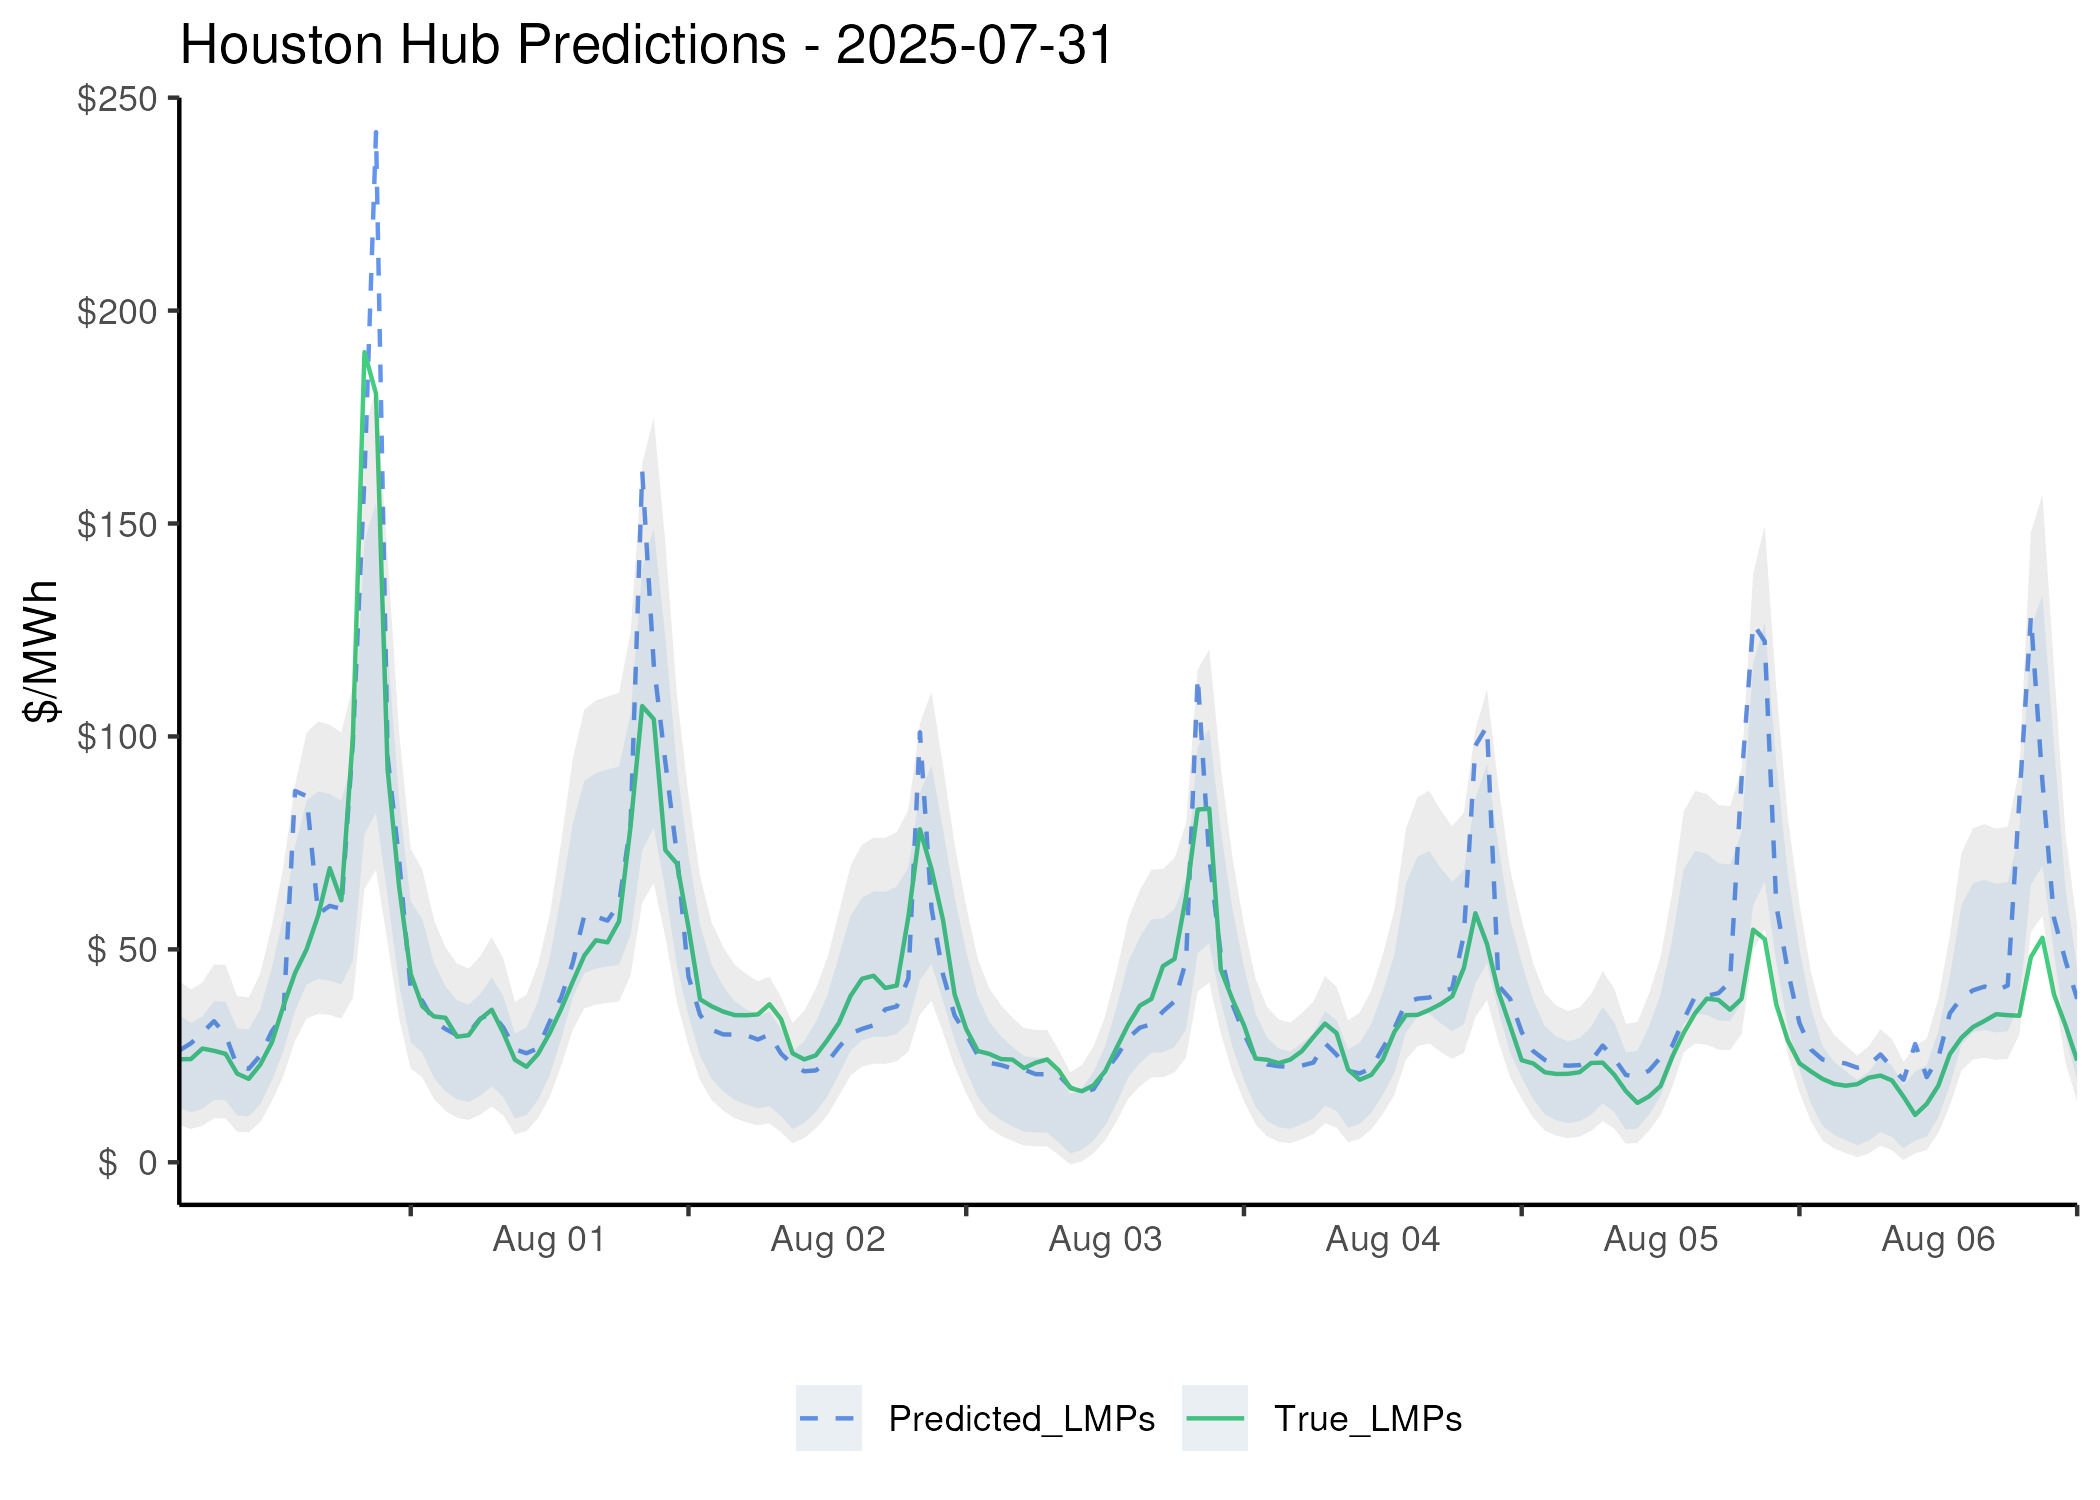 Houston Hub Predictions - 2025-07-31
$250
$200
$150
$100
$ 50
$  0
$/MWh
Aug 01
Aug 02
Aug 03
Aug 04
Aug 05
Aug 06
Predicted_LMPs
True_LMPs